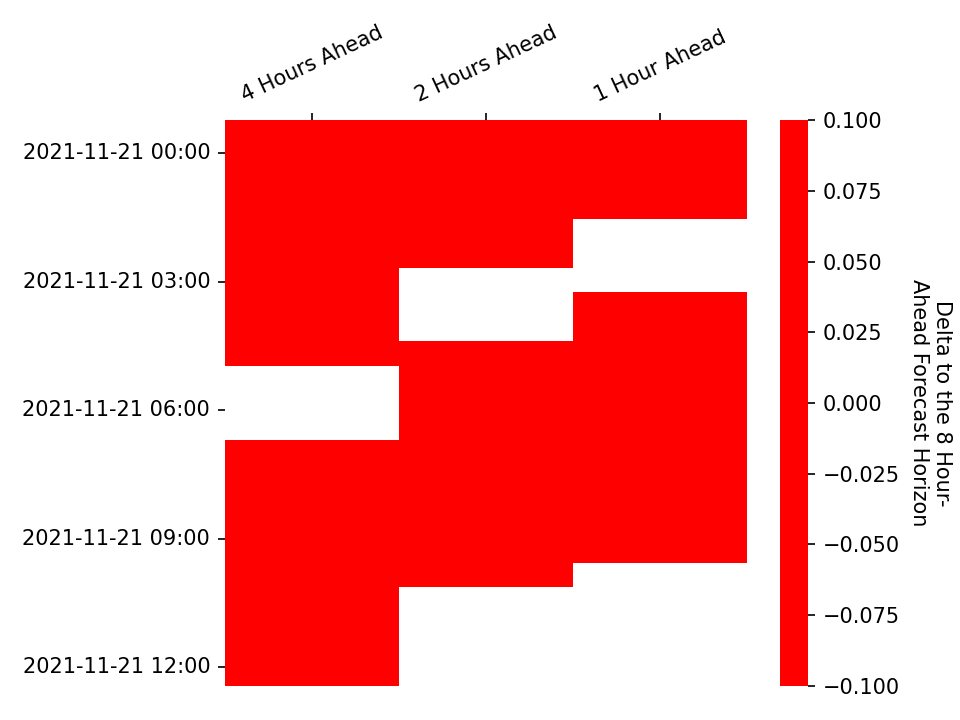 4 Hours Ahead
2 Hours Ahead
1 Hour Ahead
2021-11-21 00:00
2021-11-21 03:00
2021-11-21 06:00
2021-11-21 09:00
2021-11-21 12:00
0.100
0.075
0.050
0.025
0.000
−0.025
−0.050
−0.075
−0.100
Delta to the 8 Hour-
Ahead Forecast Horizon